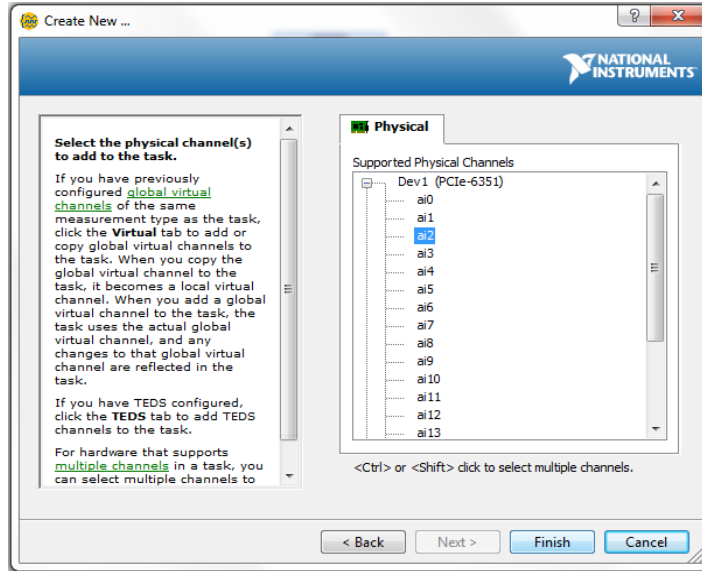 Create New ...
NATIONAL
INSTRUMENTS
Select the physical channel(s)
to add to the task.
If you have previously
configured global virtual
channels of the same
measurement type as the task,
click the Virtual tab to add or
copy global virtual channels to
the task. When you copy the
global virtual channel to the
task, it becomes a local virtual
channel. When you add a global
virtual channel to the task, the
task uses the actual global
virtual channel, and any
changes to that global virtual
channel are reflected in the
task.
If you have TEDS configured,
click the TEDS tab to add TEDS
channels to the task.
For hardware that supports
multiple channels in a task, you
can select multiple channels to
Physical
Supported Physical Channels
Dev1 (PCIe-6351)
ai0
ai1
ai2
ai3
ai4
ai5
ai6
ai7
ai8
ai9
ai10
ai11
ai12
ai13
<Ctrl> or <Shift> click to select multiple channels.
< Back
Next >
Finish
Cancel